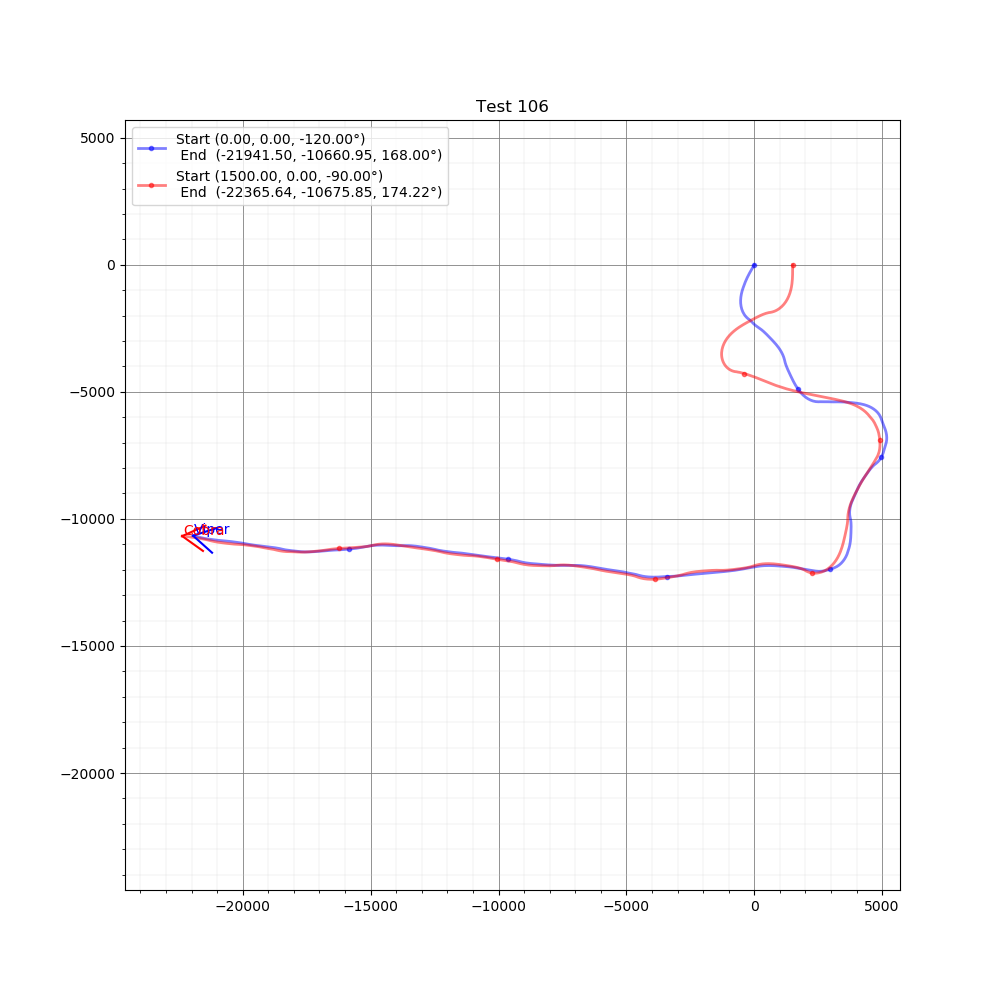 Test 106
Start (0.00, 0.00, -120.00°)
End (-21941.50, -10660.95, 168.00°)
Start (1500.00, 0.00, -90.00°)
End (-22365.64, -10675.85, 174.22°)
5000
0
−5000
−10000
−15000
−20000
Viper
−20000 −15000 −10000 −5000 0 5000